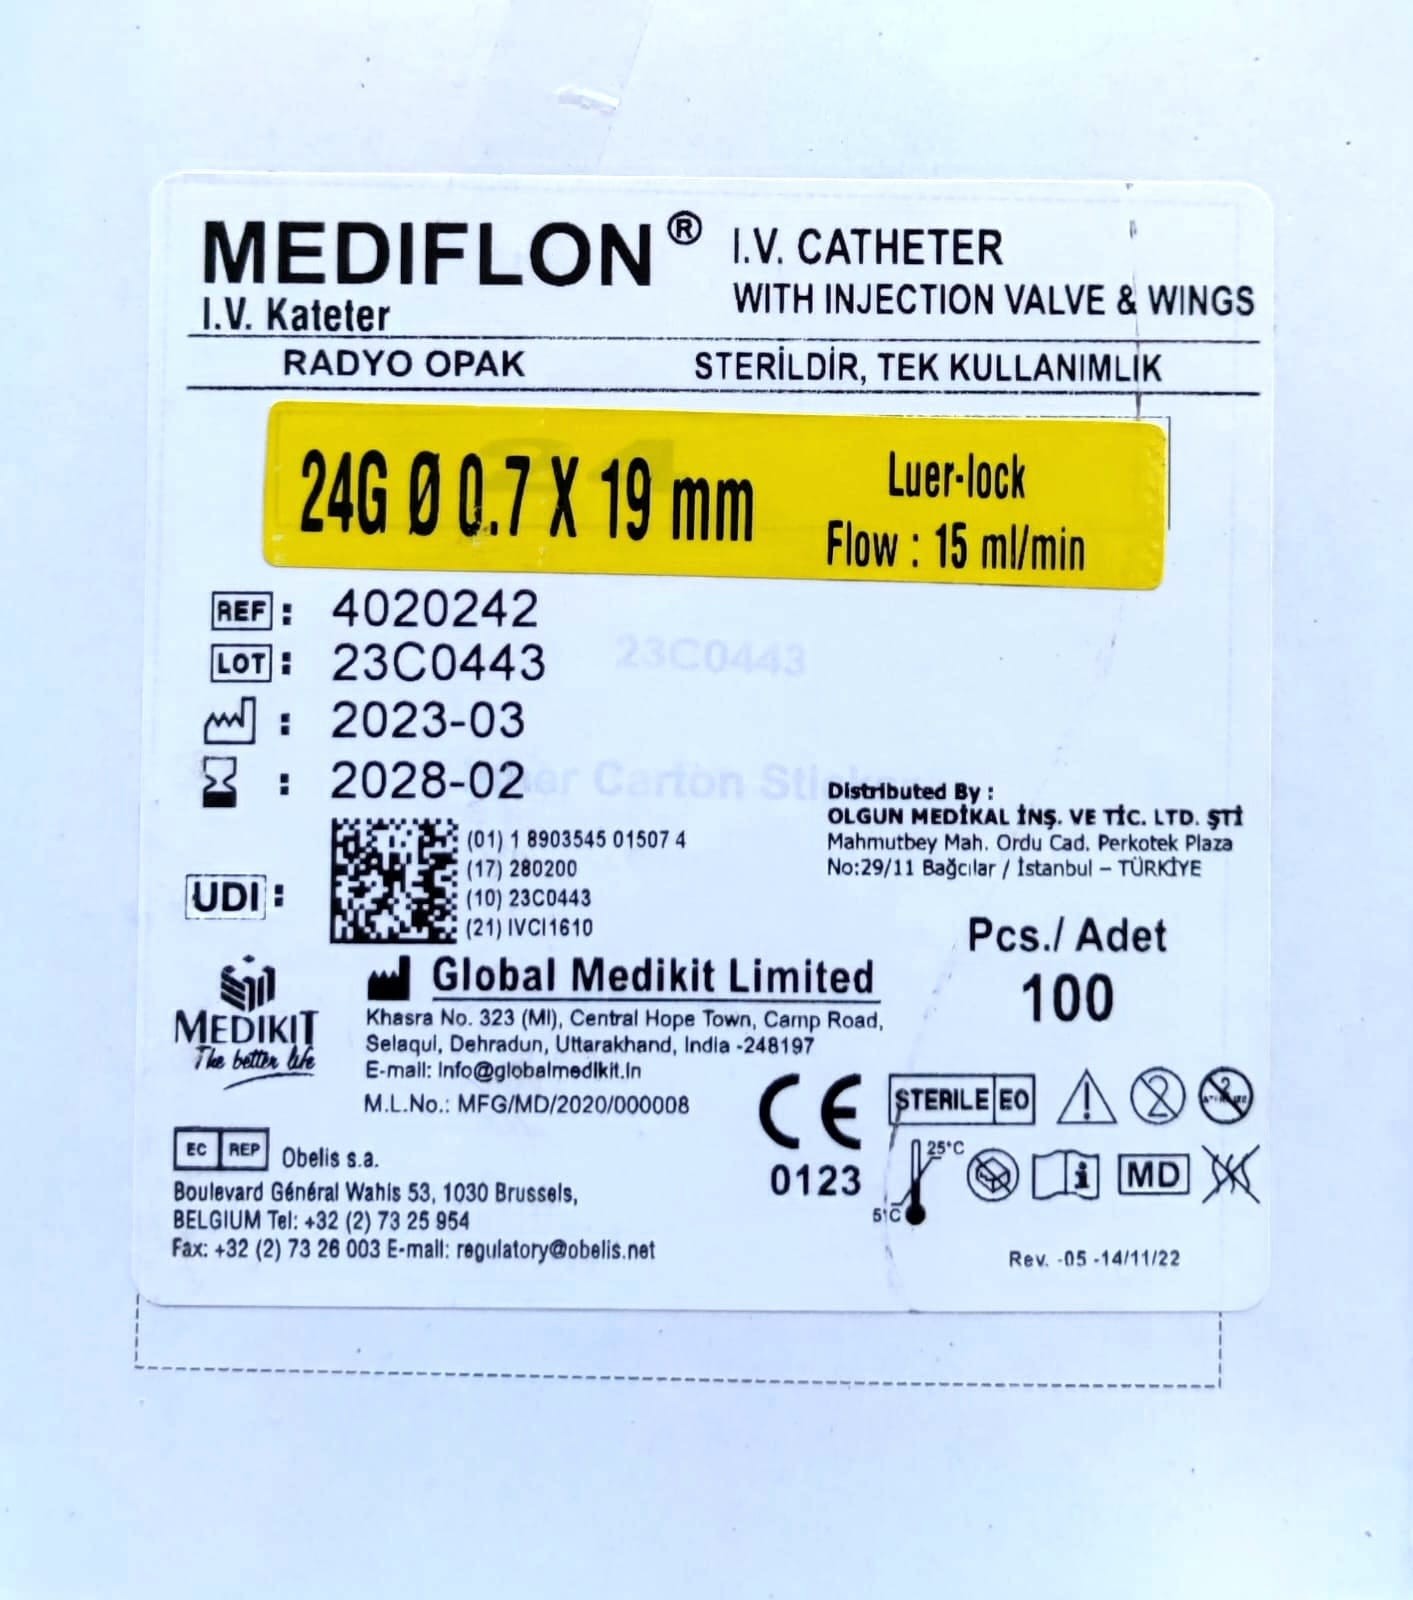 MEDIFLON®
I.V. Kateter
I.V. CATHETER
WITH INJECTION VALVE & WINGS
RADYO OPAK
STERİLDİR, TEK KULLANIMLIK
24G Ø 0.7 X 19 mm
Luer-lock
Flow : 15 ml/min
REF : 4020242
LOT : 23C0443
23C0443
: 2023-03
: 2028-02
Distributed By :
OLGUN MEDİKAL İNŞ. VE TİC. LTD. ŞTİ
Mahmutbey Mah. Ordu Cad. Perkotek Plaza
No:29/11 Bağcılar / İstanbul – TÜRKİYE
UDI :
(01) 1 8903545 01507 4
(17) 280200
(10) 23C0443
(21) IVCI1610
Pcs./ Adet
100
MEDIKIT
The better life
Global Medikit Limited
Khasra No. 323 (MI), Central Hope Town, Camp Road,
Selaqui, Dehradun, Uttarakhand, India -248197
E-mail: info@globalmedikit.in
M.L.No.: MFG/MD/2020/000008
EC REP Obelis s.a.
Boulevard Général Wahis 53, 1030 Brussels,
BELGIUM Tel: +32 (2) 73 25 954
Fax: +32 (2) 73 26 003 E-mail: regulatory@obelis.net
CE
0123
STERILE EO
2
25°C
5°C
MD
Rev. -05 -14/11/22